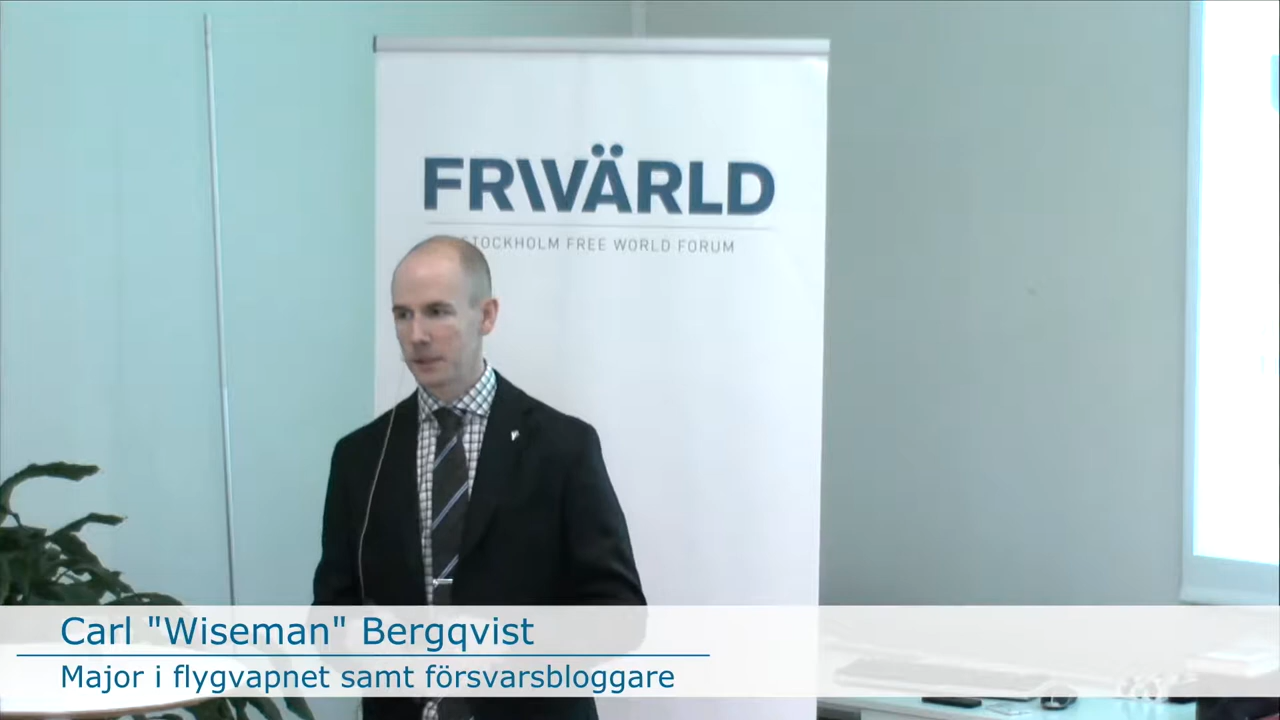 FRIVÄRLD
STOCKHOLM FREE WORLD FORUM
Carl "Wiseman" Bergqvist
Major i flygvapnet samt försvarsbloggare